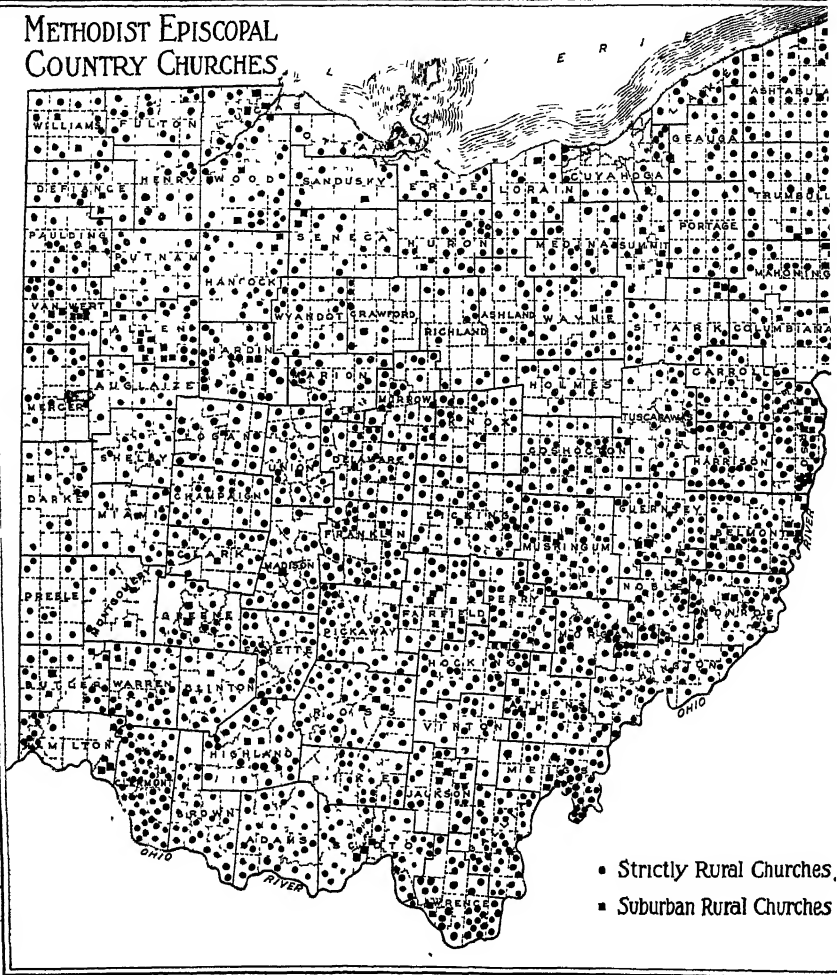 METHODIST EPISCOPAL
COUNTRY CHURCHES
E R I E
WILLIAMS
FULTON
LUCAS
OTTAWA
ASHTABULA
LAKE
GEAUGA
CUYAHOGA
DEFIANCE
HENRY
WOOD
SANDUSKY
ERIE
LORAIN
TRUMBULL
PAULDING
PUTNAM
SENECA
HURON
MEDINA
SUMMIT
PORTAGE
MAHONING
HANCOCK
VAN WERT
ALLEN
WYANDOT
CRAWFORD
RICHLAND
ASHLAND
WAYNE
STARK
COLUMBIANA
HARDIN
MARION
MORROW
HOLMES
CARROLL
MERCER
AUGLAIZE
KNOX
TUSCARAWAS
LOGAN
UNION
DELAWARE
COSHOCTON
HARRISON
SHELBY
DARKE
CHAMPAIGN
MIAMI
LICKING
GUERNSEY
BELMONT
CLARK
FRANKLIN
MUSKINGUM
RIVER
MADISON
PREBLE
MONTGOMERY
GREENE
FAYETTE
PICKAWAY
FAIRFIELD
PERRY
NOBLE
MONROE
MORGAN
HOCKING
WASHINGTON
BUTLER
WARREN
CLINTON
ROSS
VINTON
ATHENS
OHIO
HAMILTON
HIGHLAND
CLERMONT
PIKE
JACKSON
MEIGS
BROWN
ADAMS
SCIOTO
OHIO
RIVER
LAWRENCE
• Strictly Rural Churches.
▪ Suburban Rural Churches